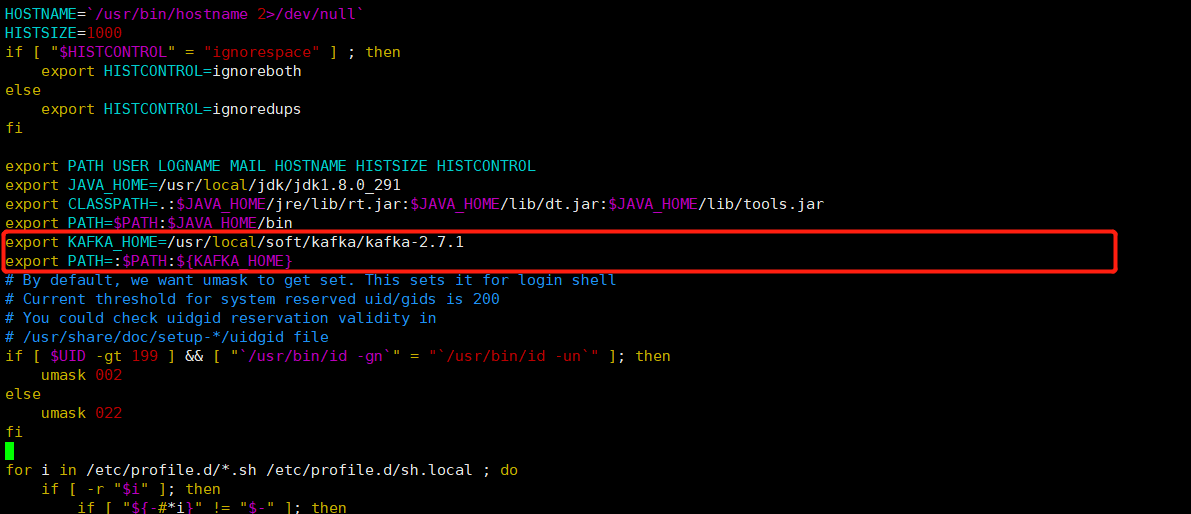 HOSTNAME=`/usr/bin/hostname 2>/dev/null`
HISTSIZE=1000
if [ "$HISTCONTROL" = "ignorespace" ] ; then
    export HISTCONTROL=ignoreboth
else
    export HISTCONTROL=ignoredups
fi

export PATH USER LOGNAME MAIL HOSTNAME HISTSIZE HISTCONTROL
export JAVA_HOME=/usr/local/jdk/jdk1.8.0_291
export CLASSPATH=.:$JAVA_HOME/jre/lib/rt.jar:$JAVA_HOME/lib/dt.jar:$JAVA_HOME/lib/tools.jar
export PATH=$PATH:$JAVA_HOME/bin
export KAFKA_HOME=/usr/local/soft/kafka/kafka-2.7.1
export PATH=:$PATH:${KAFKA_HOME}
# By default, we want umask to get set. This sets it for login shell
# Current threshold for system reserved uid/gids is 200
# You could check uidgid reservation validity in
# /usr/share/doc/setup-*/uidgid file
if [ $UID -gt 199 ] && [ "`/usr/bin/id -gn`" = "`/usr/bin/id -un`" ]; then
    umask 002
else
    umask 022
fi

for i in /etc/profile.d/*.sh /etc/profile.d/sh.local ; do
    if [ -r "$i" ]; then
        if [ "${-#*i}" != "$-" ]; then